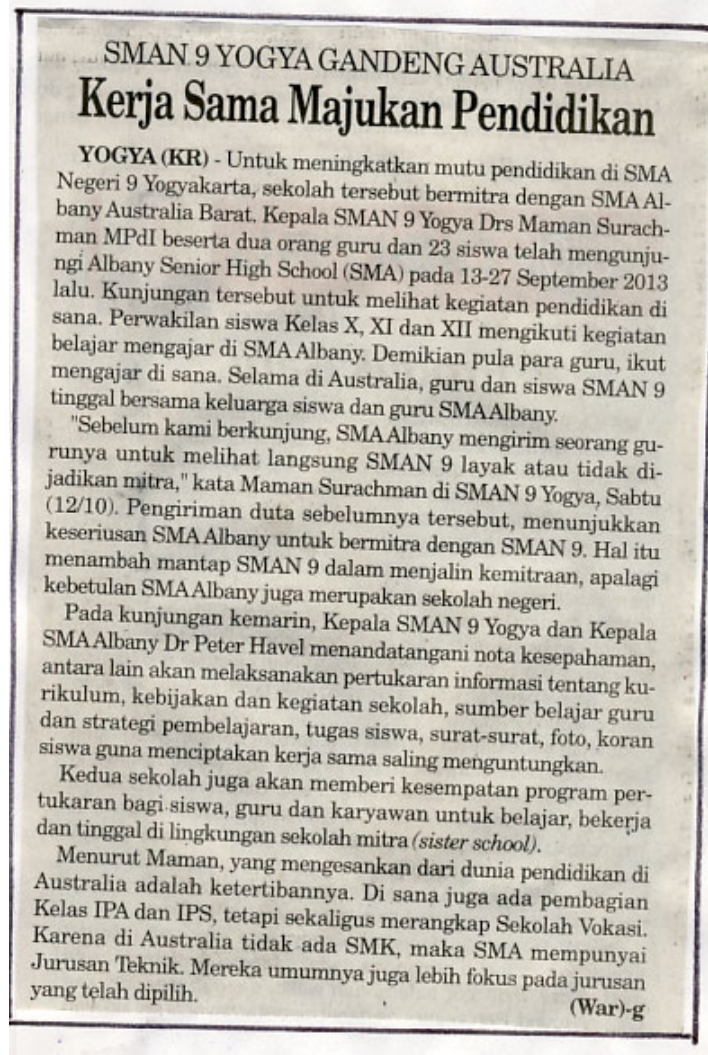 SMAN 9 YOGYA GANDENG AUSTRALIA
Kerja Sama Majukan Pendidikan
YOGYA (KR) - Untuk meningkatkan mutu pendidikan di SMA
Negeri 9 Yogyakarta, sekolah tersebut bermitra dengan SMA Al-
bany Australia Barat. Kepala SMAN 9 Yogya Drs Maman Surach-
man MPdI beserta dua orang guru dan 23 siswa telah mengunju-
ngi Albany Senior High School (SMA) pada 13-27 September 2013
lalu. Kunjungan tersebut untuk melihat kegiatan pendidikan di
sana. Perwakilan siswa Kelas X, XI dan XII mengikuti kegiatan
belajar mengajar di SMA Albany. Demikian pula para guru, ikut
mengajar di sana. Selama di Australia, guru dan siswa SMAN 9
tinggal bersama keluarga siswa dan guru SMA Albany.
"Sebelum kami berkunjung, SMA Albany mengirim seorang gu-
runya untuk melihat langsung SMAN 9 layak atau tidak di-
jadikan mitra," kata Maman Surachman di SMAN 9 Yogya, Sabtu
(12/10). Pengiriman duta sebelumnya tersebut, menunjukkan
keseriusan SMA Albany untuk bermitra dengan SMAN 9. Hal itu
menambah mantap SMAN 9 dalam menjalin kemitraan, apalagi
kebetulan SMA Albany juga merupakan sekolah negeri.
Pada kunjungan kemarin, Kepala SMAN 9 Yogya dan Kepala
SMA Albany Dr Peter Havel menandatangani nota kesepahaman,
antara lain akan melaksanakan pertukaran informasi tentang ku-
rikulum, kebijakan dan kegiatan sekolah, sumber belajar guru
dan strategi pembelajaran, tugas siswa, surat-surat, foto, koran
siswa guna menciptakan kerja sama saling menguntungkan.
Kedua sekolah juga akan memberi kesempatan program per-
tukaran bagi siswa, guru dan karyawan untuk belajar, bekerja
dan tinggal di lingkungan sekolah mitra (sister school).
Menurut Maman, yang mengesankan dari dunia pendidikan di
Australia adalah ketertibannya. Di sana juga ada pembagian
Kelas IPA dan IPS, tetapi sekaligus merangkap Sekolah Vokasi.
Karena di Australia tidak ada SMK, maka SMA mempunyai
Jurusan Teknik. Mereka umumnya juga lebih fokus pada jurusan
yang telah dipilih. (War)-g